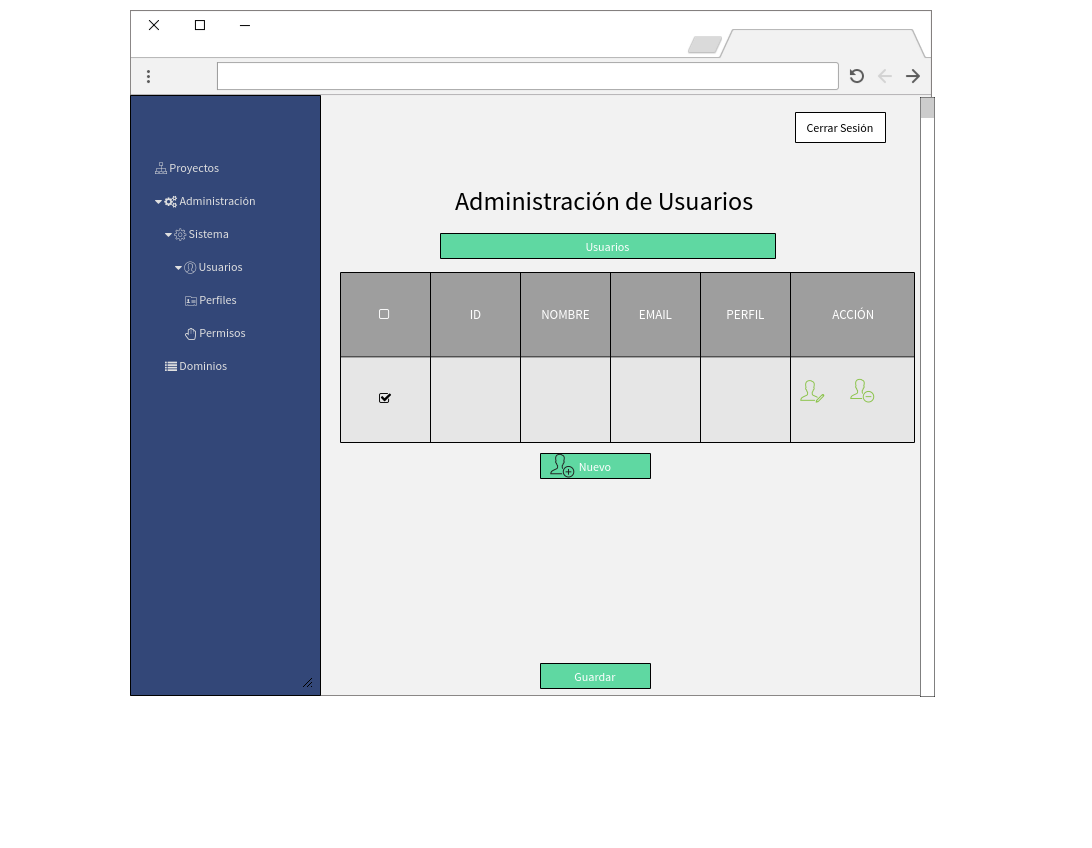 Cerrar Sesión
Proyectos
Administración
Sistema
Usuarios
Perfiles
Permisos
Dominios
Administración de Usuarios
Usuarios
ID NOMBRE EMAIL PERFIL ACCIÓN
Nuevo
Guardar